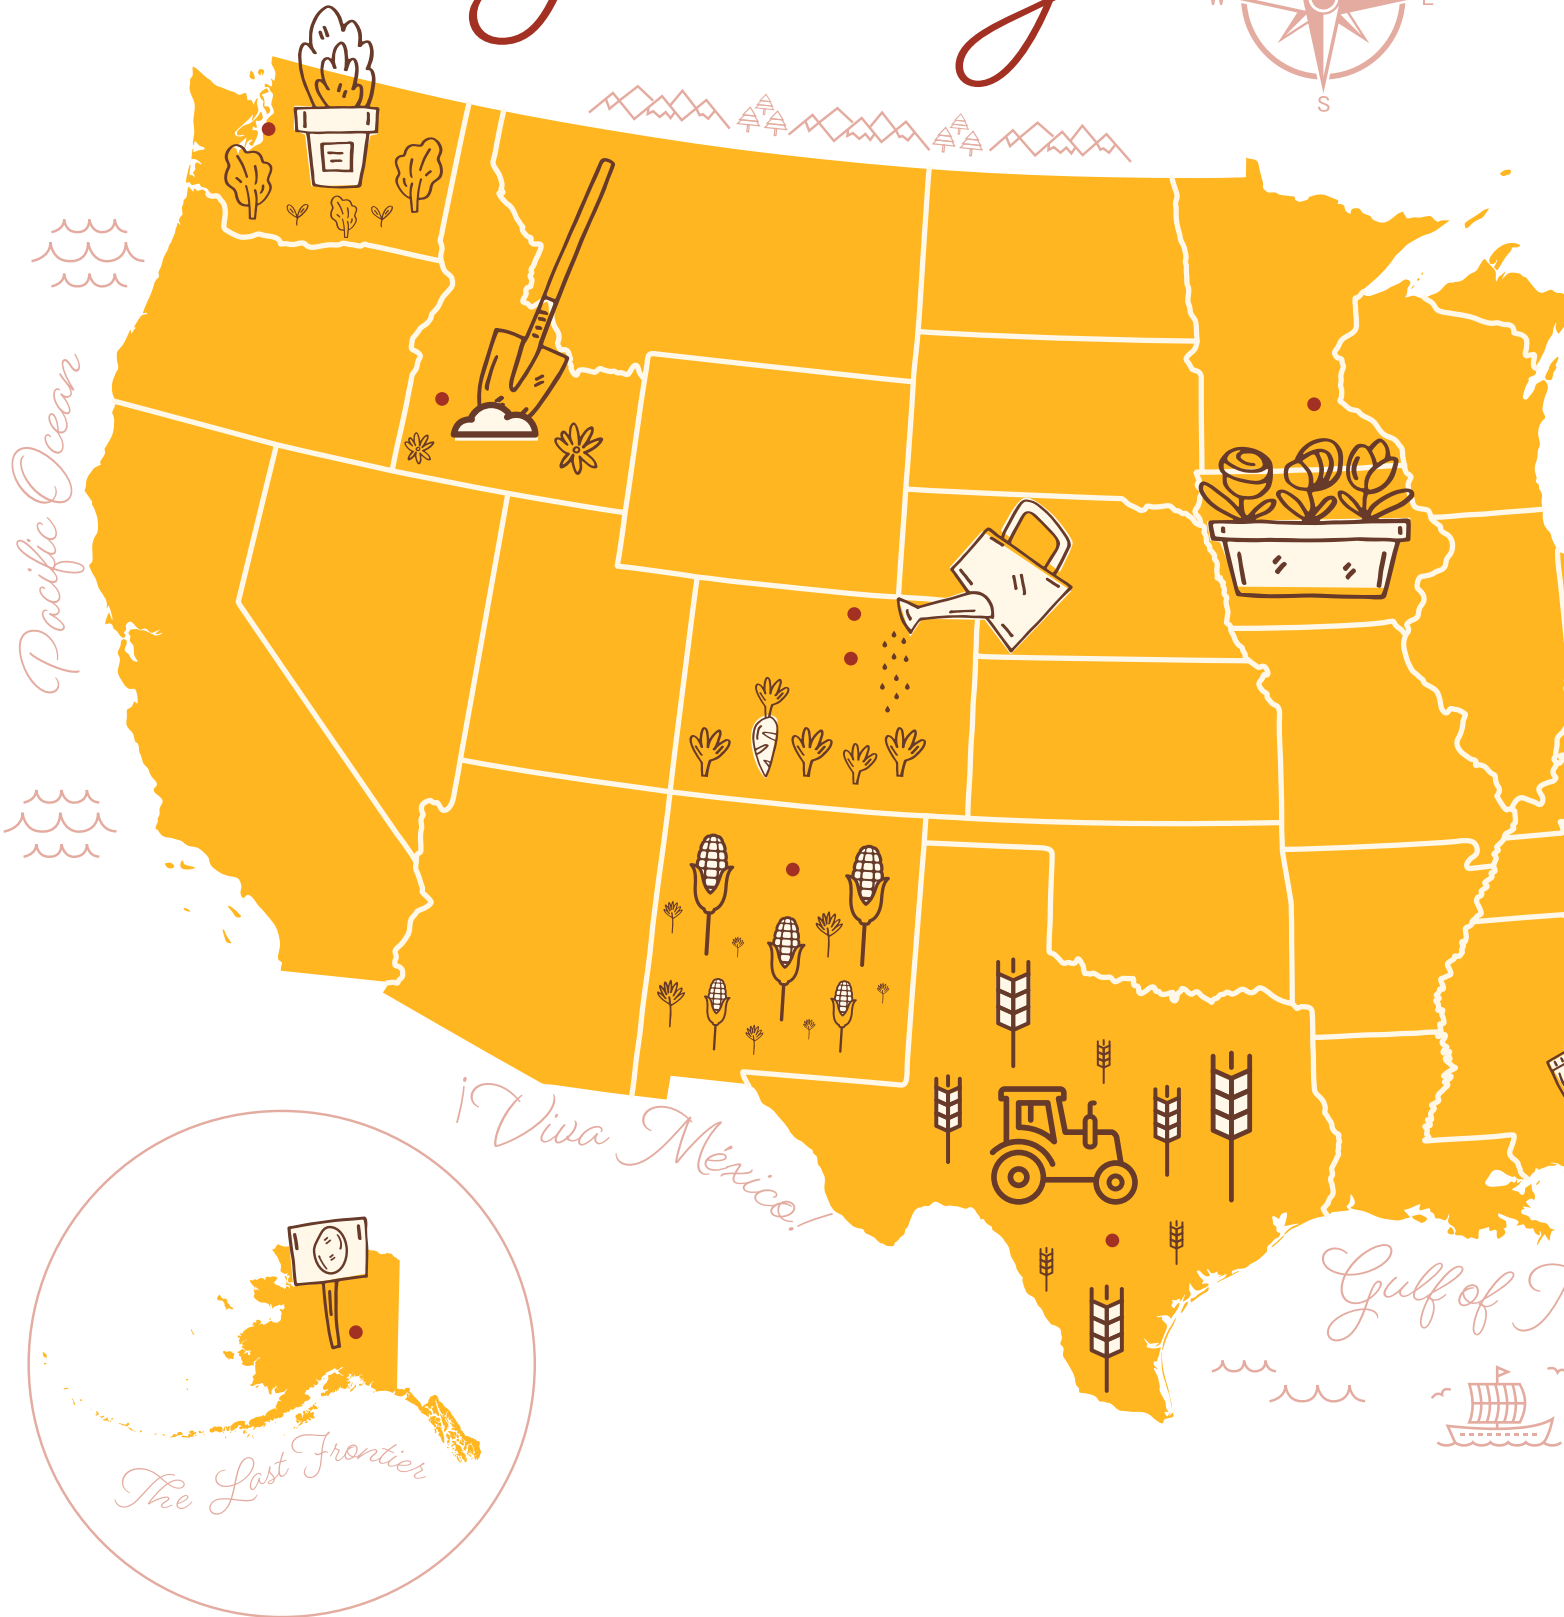 W
E
S
Pacific Ocean
¡Viva México!
Gulf of
The Last Frontier